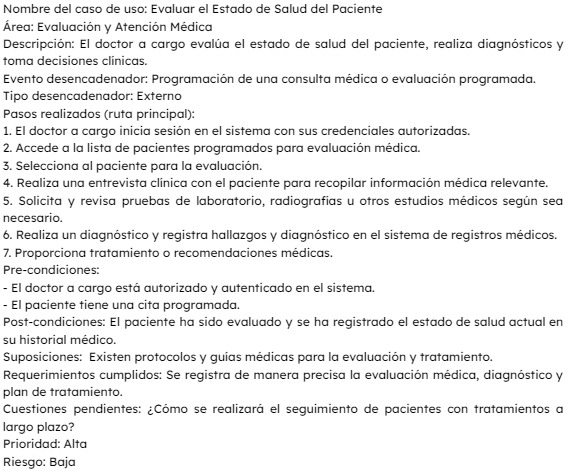 Nombre del caso de uso: Evaluar el Estado de Salud del Paciente
Área: Evaluación y Atención Médica
Descripción: El doctor a cargo evalúa el estado de salud del paciente, realiza diagnósticos y
toma decisiones clínicas.
Evento desencadenador: Programación de una consulta médica o evaluación programada.
Tipo desencadenador: Externo
Pasos realizados (ruta principal):
1. El doctor a cargo inicia sesión en el sistema con sus credenciales autorizadas.
2. Accede a la lista de pacientes programados para evaluación médica.
3. Selecciona al paciente para la evaluación.
4. Realiza una entrevista clínica con el paciente para recopilar información médica relevante.
5. Solicita y revisa pruebas de laboratorio, radiografías u otros estudios médicos según sea
necesario.
6. Realiza un diagnóstico y registra hallazgos y diagnóstico en el sistema de registros médicos.
7. Proporciona tratamiento o recomendaciones médicas.
Pre-condiciones:
- El doctor a cargo está autorizado y autenticado en el sistema.
- El paciente tiene una cita programada.
Post-condiciones: El paciente ha sido evaluado y se ha registrado el estado de salud actual en
su historial médico.
Suposiciones: Existen protocolos y guías médicas para la evaluación y tratamiento.
Requerimientos cumplidos: Se registra de manera precisa la evaluación médica, diagnóstico y
plan de tratamiento.
Cuestiones pendientes: ¿Cómo se realizará el seguimiento de pacientes con tratamientos a
largo plazo?
Prioridad: Alta
Riesgo: Baja